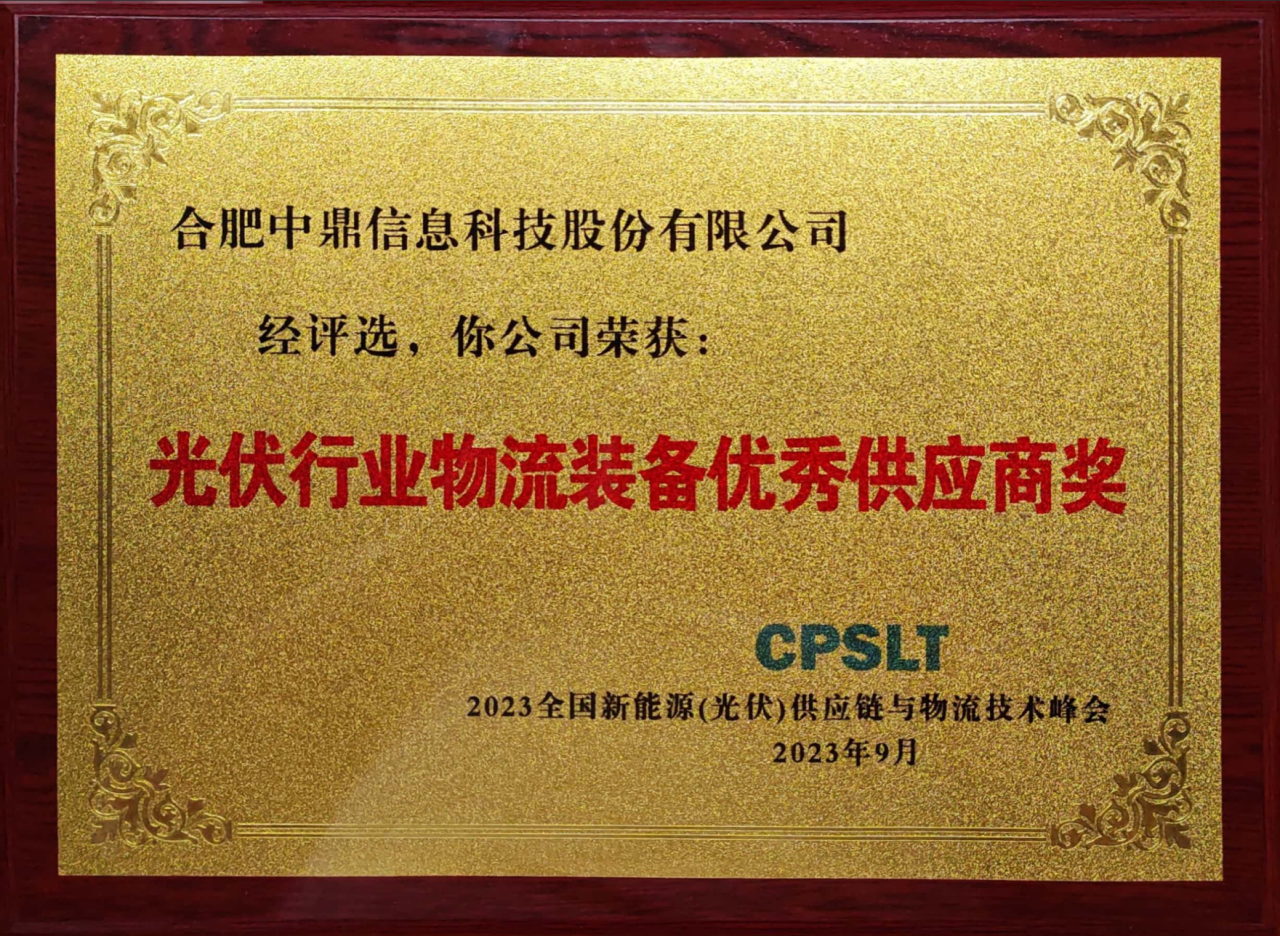 合肥中鼎信息科技股份有限公司
经评选，你公司荣获：
光伏行业物流装备优秀供应商奖
CPSLT
2023全国新能源(光伏)供应链与物流技术峰会
2023年9月